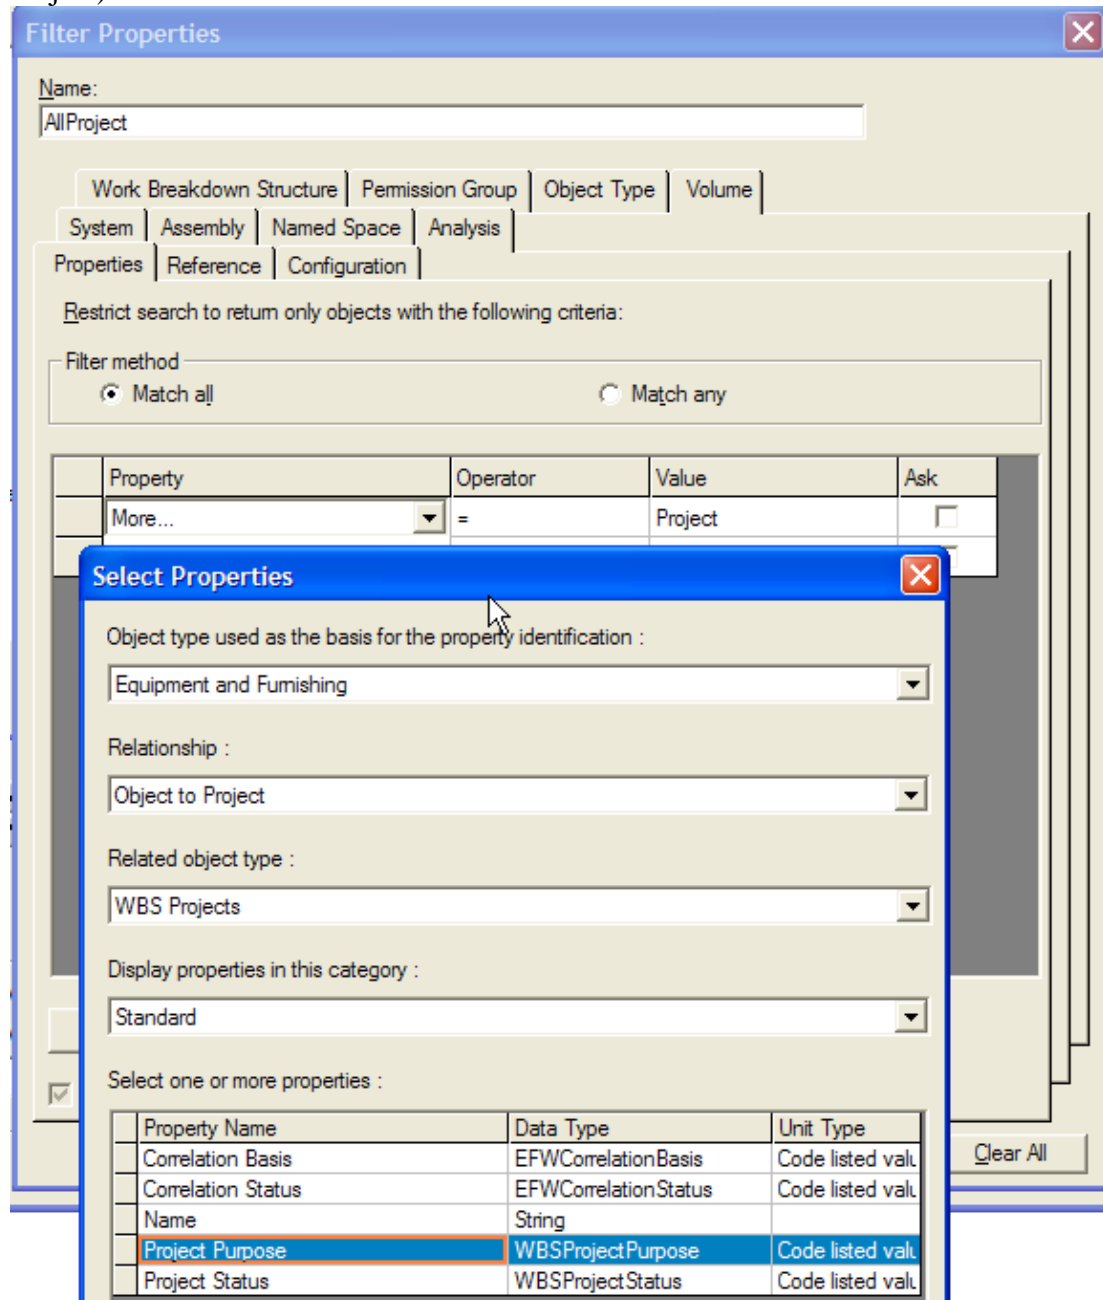 Filter Properties
Name:
AllProject
Work Breakdown Structure Permission Group Object Type Volume
System Assembly Named Space Analysis
Properties Reference Configuration
Restrict search to return only objects with the following criteria:
Filter method
Match all Match any
Property Operator Value Ask
More... = Project
Select Properties
Object type used as the basis for the property identification :
Equipment and Furnishing
Relationship :
Object to Project
Related object type :
WBS Projects
Display properties in this category :
Standard
Select one or more properties :
Property Name Data Type Unit Type
Correlation Basis EFWCorrelationBasis Code listed valu
Clear All
Correlation Status EFWCorrelationStatus Code listed valu
Name String
Project Purpose WBSProjectPurpose Code listed valu
Project Status WBSProjectStatus Code listed valu